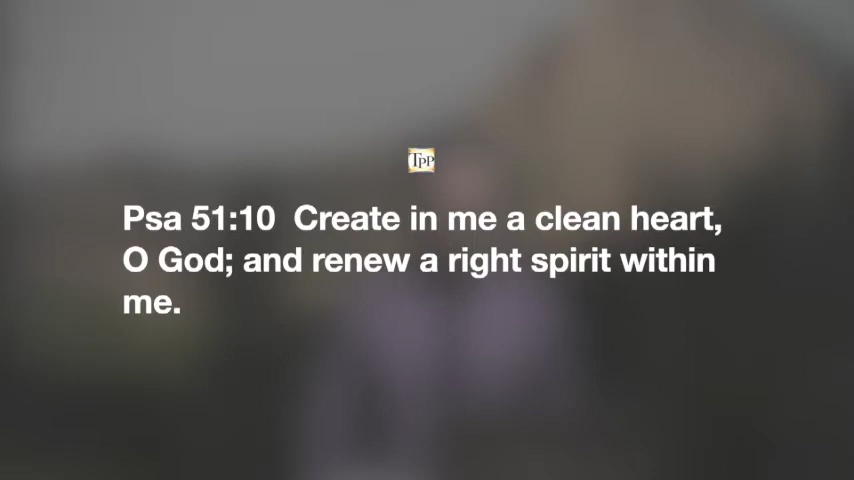 TPP
Psa 51:10  Create in me a clean heart,
O God; and renew a right spirit within
me.